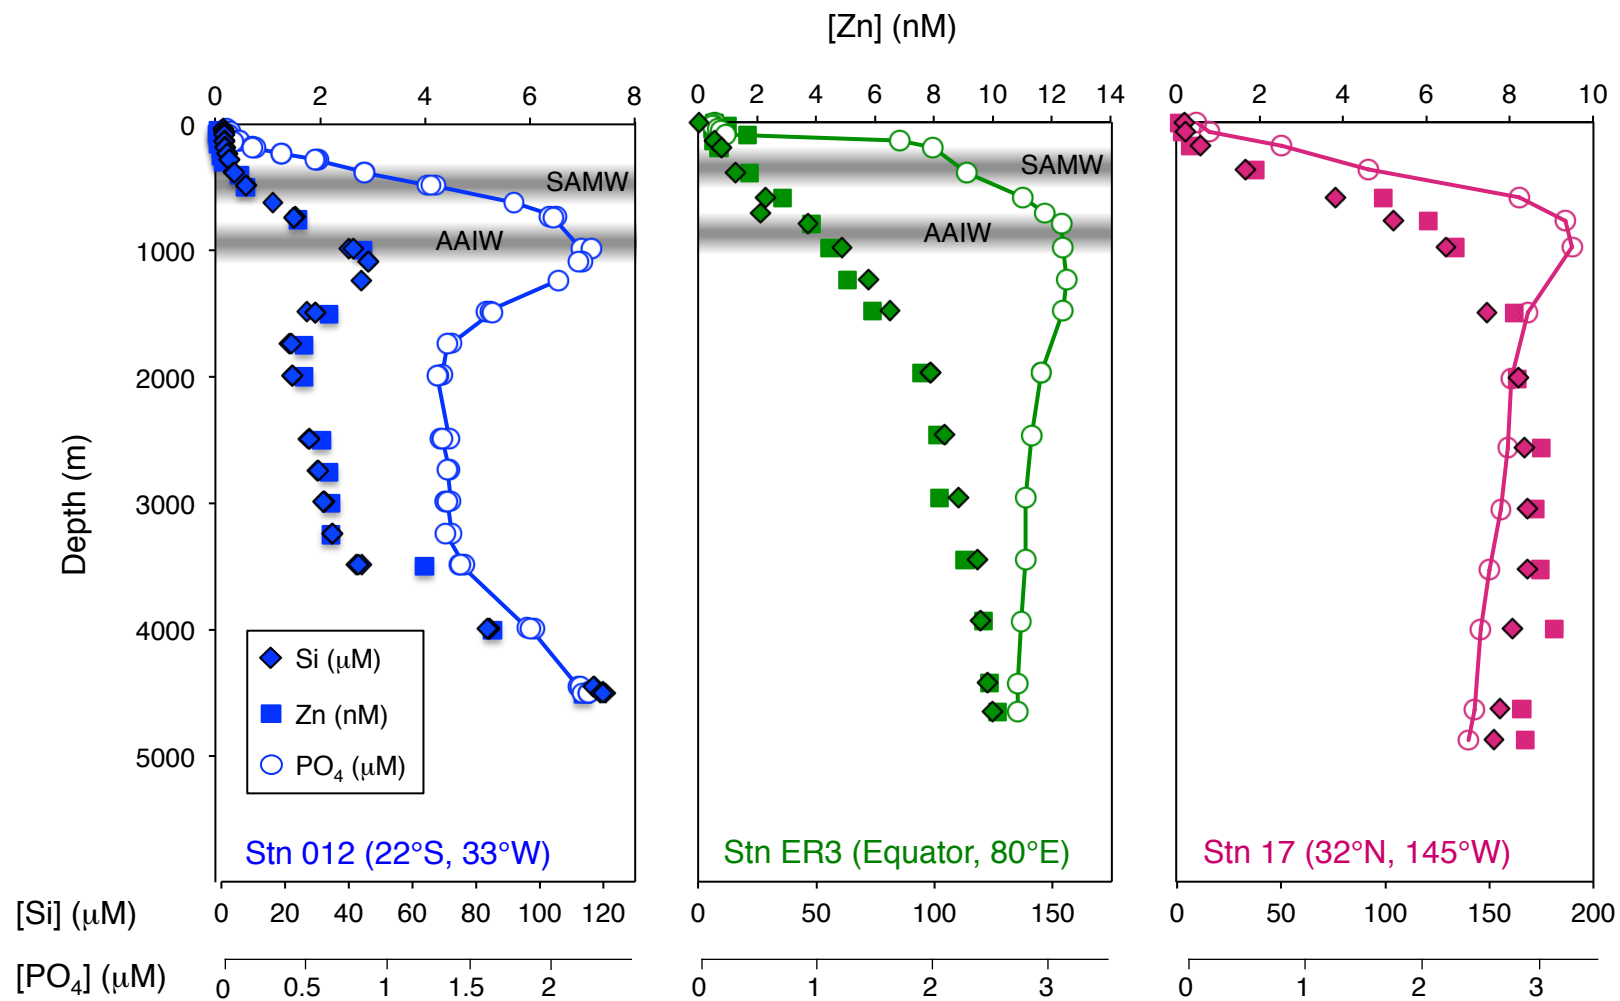 [Zn] (nM)
0 2 4 6 8
0 2 4 6 8 10 12 14
0 2 4 6 8 10
Depth (m)
0
1000
2000
3000
4000
5000
SAMW
AAIW
SAMW
AAIW
Si (μM)
Zn (nM)
PO4 (μM)
Stn 012 (22°S, 33°W)
Stn ER3 (Equator, 80°E)
Stn 17 (32°N, 145°W)
[Si] (μM)
0 20 40 60 80 100 120
0 50 100 150
0 50 100 150 200
[PO4] (μM)
0 0.5 1 1.5 2
0 1 2 3
0 1 2 3